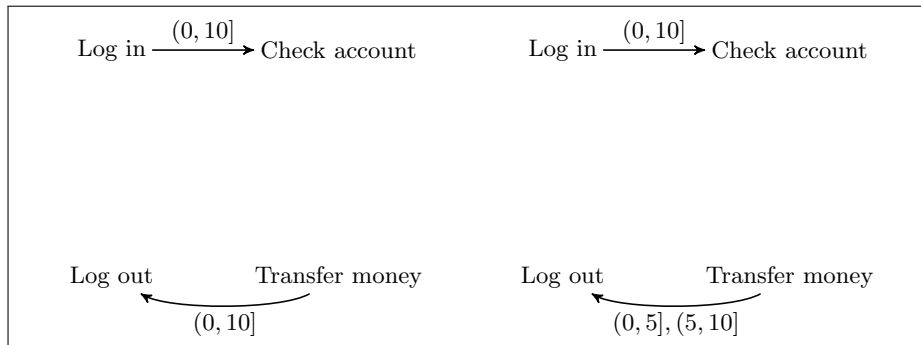 (0, 10]
Log in
Check account
(0, 10]
Log in
Check account
Log out
Transfer money
(0, 10]
Log out
Transfer money
(0, 5], (5, 10]